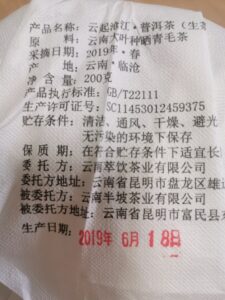 产品名称：云起澜江·普洱茶（生茶
原　　料：云南大叶种晒青毛茶
采摘日期：2019年·春
产　　地：云南·临沧
净 含 量：200克
产品执行标准：GB/T22111
生产许可证号：SC11453012459375
贮存条件：清洁、通风、干燥、避光
无污染的环境下保存
保 质 期：在符合贮存条件下适宜长
委 托 方：云南萃饮茶业有限公司
委托方地址：云南省昆明市盘龙区雄
被委托方：云南半坡茶业有限公司
被委托方地址：云南省昆明市富民县
生产日期：
2019年 6月 18日